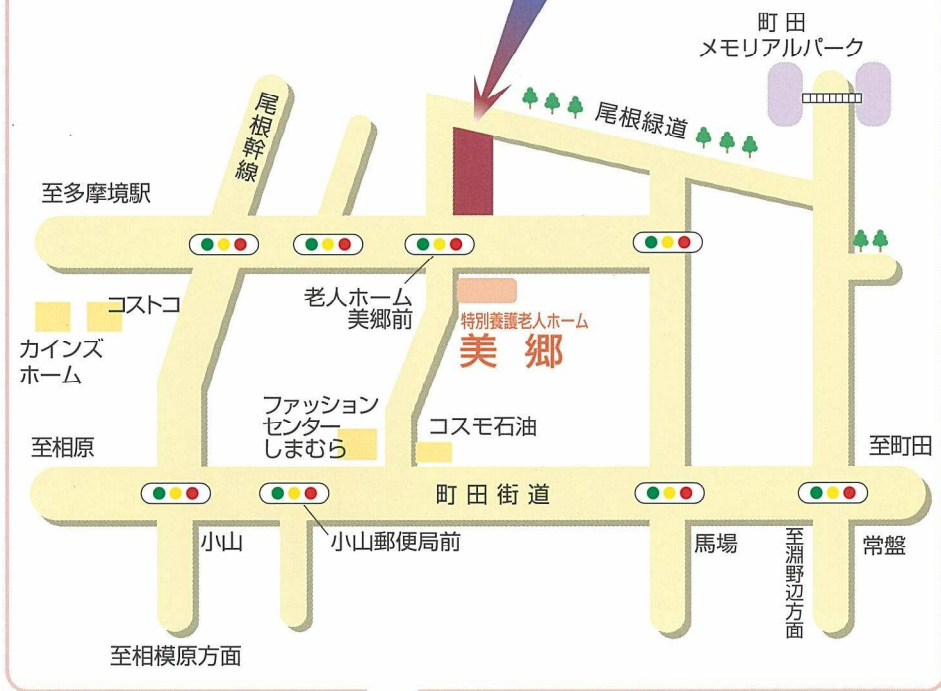 町 田
メモリアルパーク
尾根緑道
尾根幹線
至多摩境駅
老人ホーム
美郷前
特別養護老人ホーム
美 郷
コストコ
カインズ
ホーム
ファッション
センター
しまむら
コスモ石油
至相原
至町田
町 田 街 道
小山
小山郵便局前
馬場
至淵野辺方面
常盤
至相模原方面